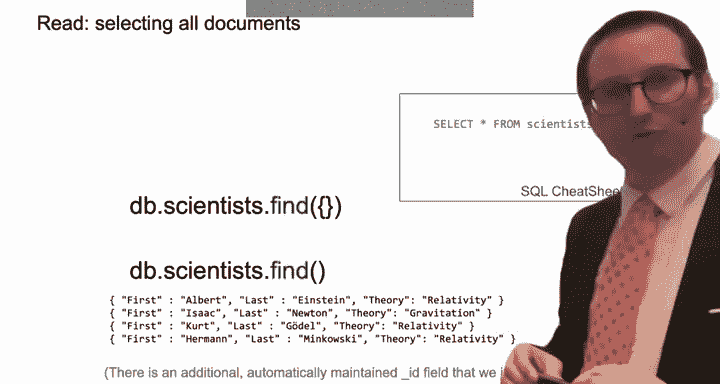 Read: selecting all documents
SELECT * FROM scientists
SQL CheatSheet
db.scientists.find({})
db.scientists.find()
{ "First" : "Albert", "Last" : "Einstein", "Theory": "Relativity" }
{ "First" : "Isaac", "Last" : "Newton", "Theory": "Gravitation" }
{ "First" : "Kurt", "Last" : "Gödel", "Theory": "Relativity" }
{ "First" : "Hermann", "Last" : "Minkowski", "Theory": "Relativity" }
(There is an additional, automatically maintained _id field that we